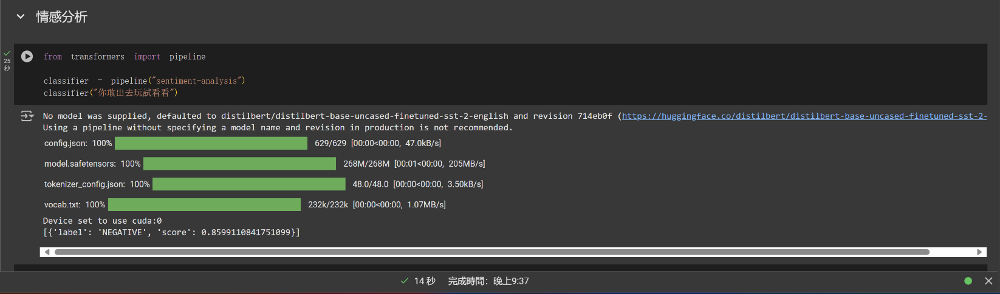 情感分析
25
秒
from transformers import pipeline
classifier = pipeline("sentiment-analysis")
classifier("你敢出去玩試看看")
No model was supplied, defaulted to distilbert/distilbert-base-uncased-finetuned-sst-2-english and revision 714eb0f (https://huggingface.co/distilbert/distilbert-base-uncased-finetuned-sst-2-
Using a pipeline without specifying a model name and revision in production is not recommended.
config.json: 100% 629/629 [00:00<00:00, 47.0kB/s]
model.safetensors: 100% 268M/268M [00:01<00:00, 205MB/s]
tokenizer_config.json: 100% 48.0/48.0 [00:00<00:00, 3.50kB/s]
vocab.txt: 100% 232k/232k [00:00<00:00, 1.07MB/s]
Device set to use cuda:0
[{'label': 'NEGATIVE', 'score': 0.8599110841751099}]
14 秒 完成時間：晚上9:37